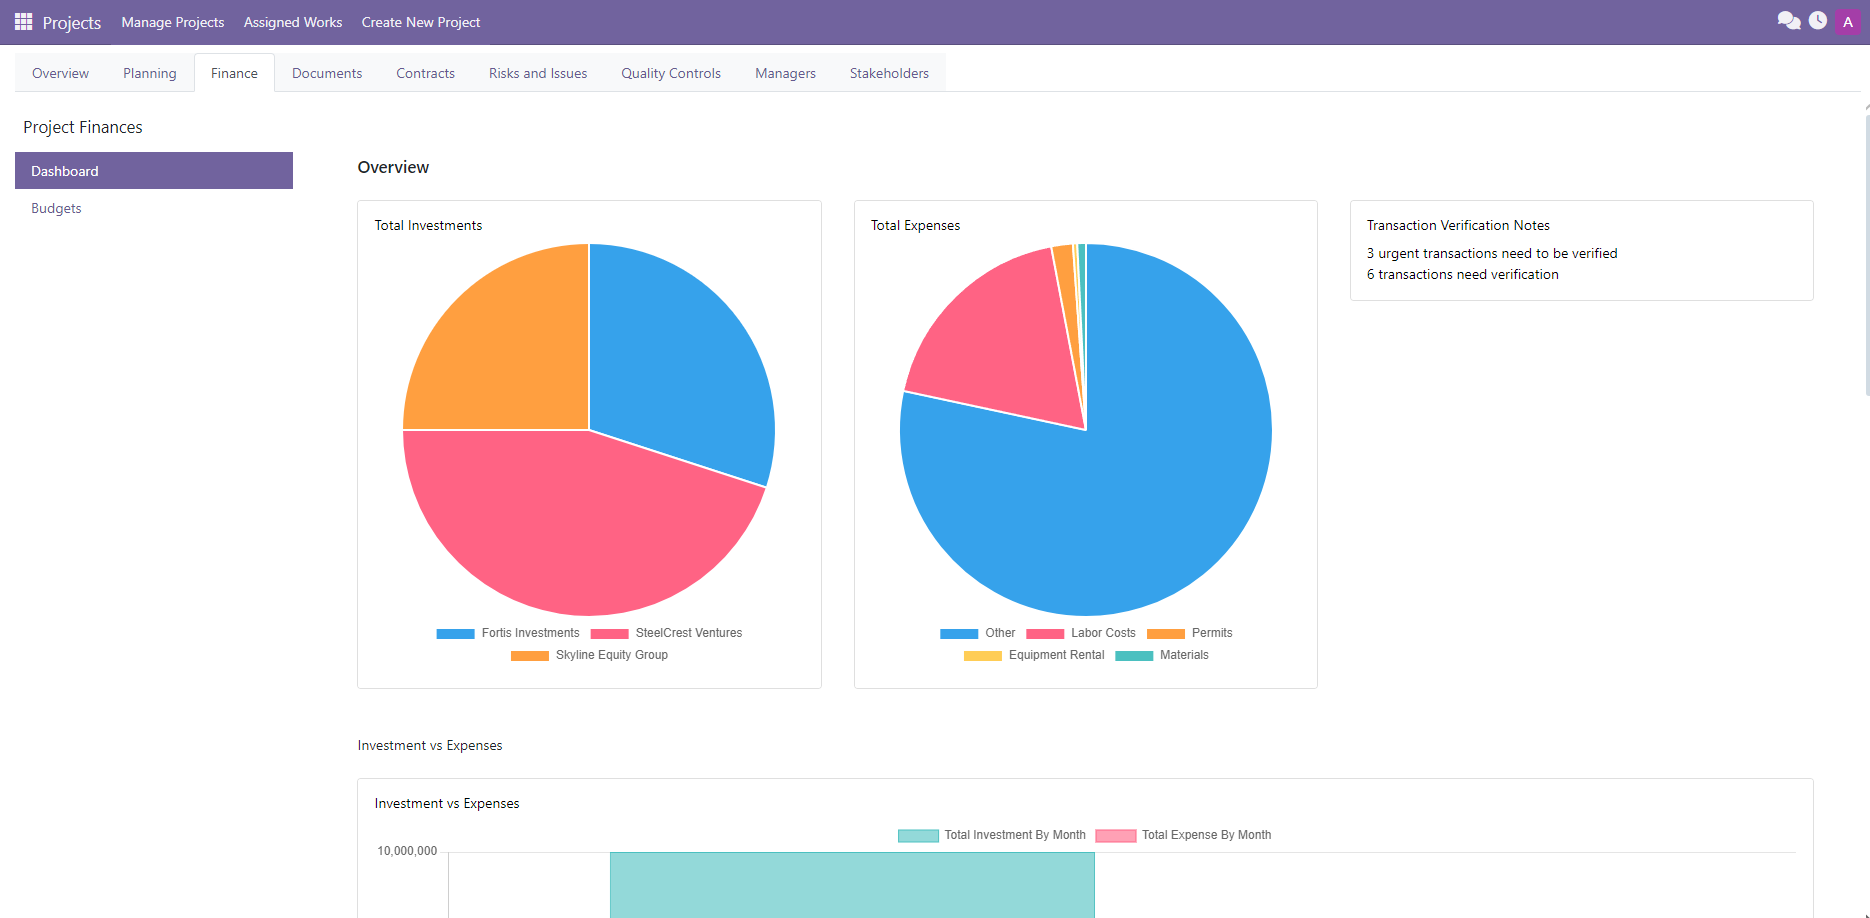 Projects Manage Projects Assigned Works Create New Project A
Overview Planning Finance Documents Contracts Risks and Issues Quality Controls Managers Stakeholders
Project Finances
Dashboard
Budgets
Overview
Total Investments
Fortis Investments SteelCrest Ventures
Skyline Equity Group
Total Expenses
Other Labor Costs Permits
Equipment Rental Materials
Transaction Verification Notes
3 urgent transactions need to be verified
6 transactions need verification
Investment vs Expenses
Investment vs Expenses
Total Investment By Month Total Expense By Month
10,000,000